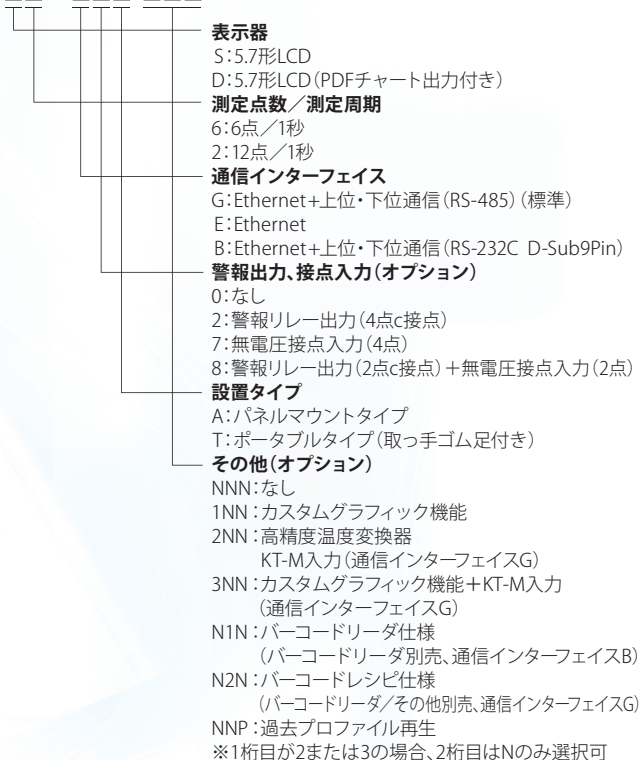 表示器
S:5.7形LCD
D:5.7形LCD(PDFチャート出力付き)
測定点数／測定周期
6:6点／1秒
2:12点／1秒
通信インターフェイス
G:Ethernet+上位・下位通信(RS-485)(標準)
E:Ethernet
B:Ethernet+上位・下位通信(RS-232C D-Sub9Pin)
警報出力、接点入力(オプション)
0:なし
2:警報リレー出力(4点c接点)
7:無電圧接点入力(4点)
8:警報リレー出力(2点c接点)+無電圧接点入力(2点)
設置タイプ
A:パネルマウントタイプ
T:ポータブルタイプ(取っ手ゴム足付き)
その他(オプション)
NNN:なし
1NN:カスタムグラフィック機能
2NN:高精度温度変換器
KT-M入力(通信インターフェイスG)
3NN:カスタムグラフィック機能+KT-M入力
(通信インターフェイスG)
N1N:バーコードリーダ仕様
(バーコードリーダ別売、通信インターフェイスB)
N2N:バーコードレシピ仕様
(バーコードリーダ／その他別売、通信インターフェイスG)
NNP:過去プロファイル再生
※1桁目が2または3の場合、2桁目はNのみ選択可